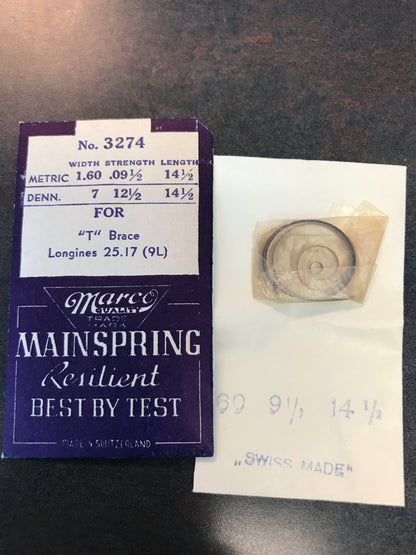 No. 3274
WIDTH STRENGTH LENGTH
METRIC 1.60 .09½ 14½
DENN. 7 12½ 14½
FOR
"T" Brace
Longines 25.17 (9L)
Marco
QUALITY
TRADE
MARK
MAINSPRING
Resilient
BEST BY TEST
MADE IN SWITZERLAND
60 9½ 14½
„SWISS MADE"